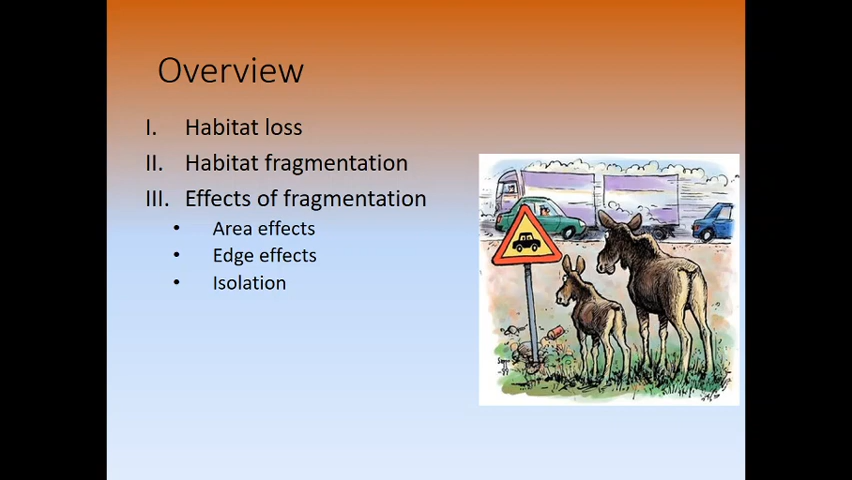 Overview
I. Habitat loss
II. Habitat fragmentation
III. Effects of fragmentation
• Area effects
• Edge effects
• Isolation